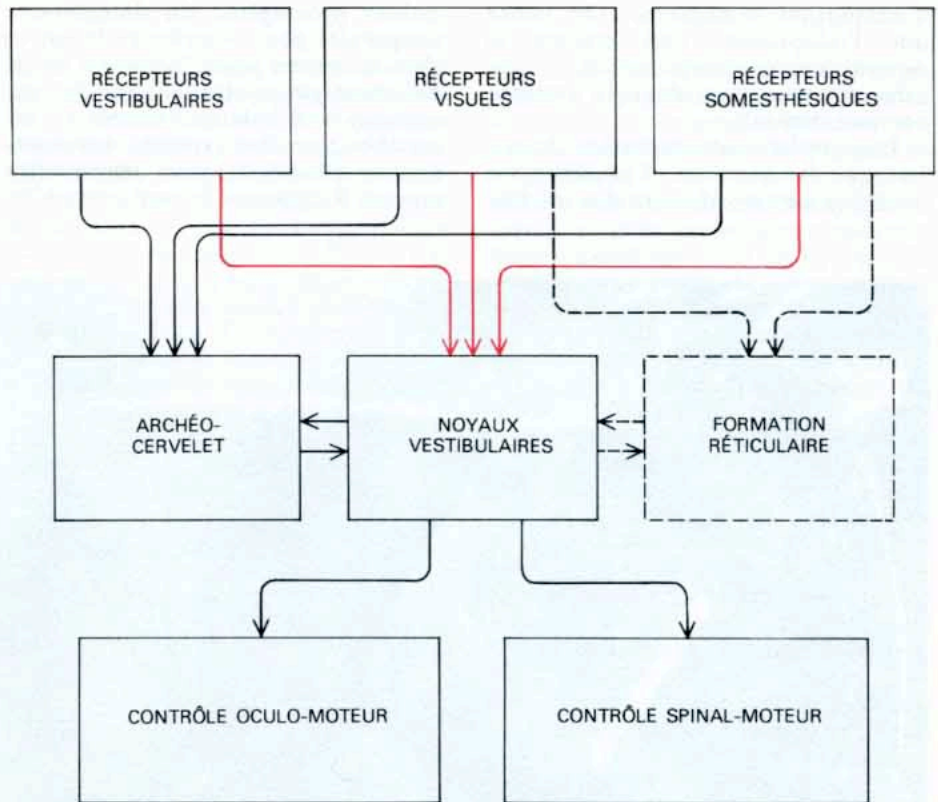 RÉCEPTEURS
VESTIBULAIRES
RÉCEPTEURS
VISUELS
RÉCEPTEURS
SOMESTHÉSIQUES
ARCHÉO-
CERVELET
NOYAUX
VESTIBULAIRES
FORMATION
RÉTICULAIRE
CONTRÔLE OCULO-MOTEUR
CONTRÔLE SPINAL-MOTEUR